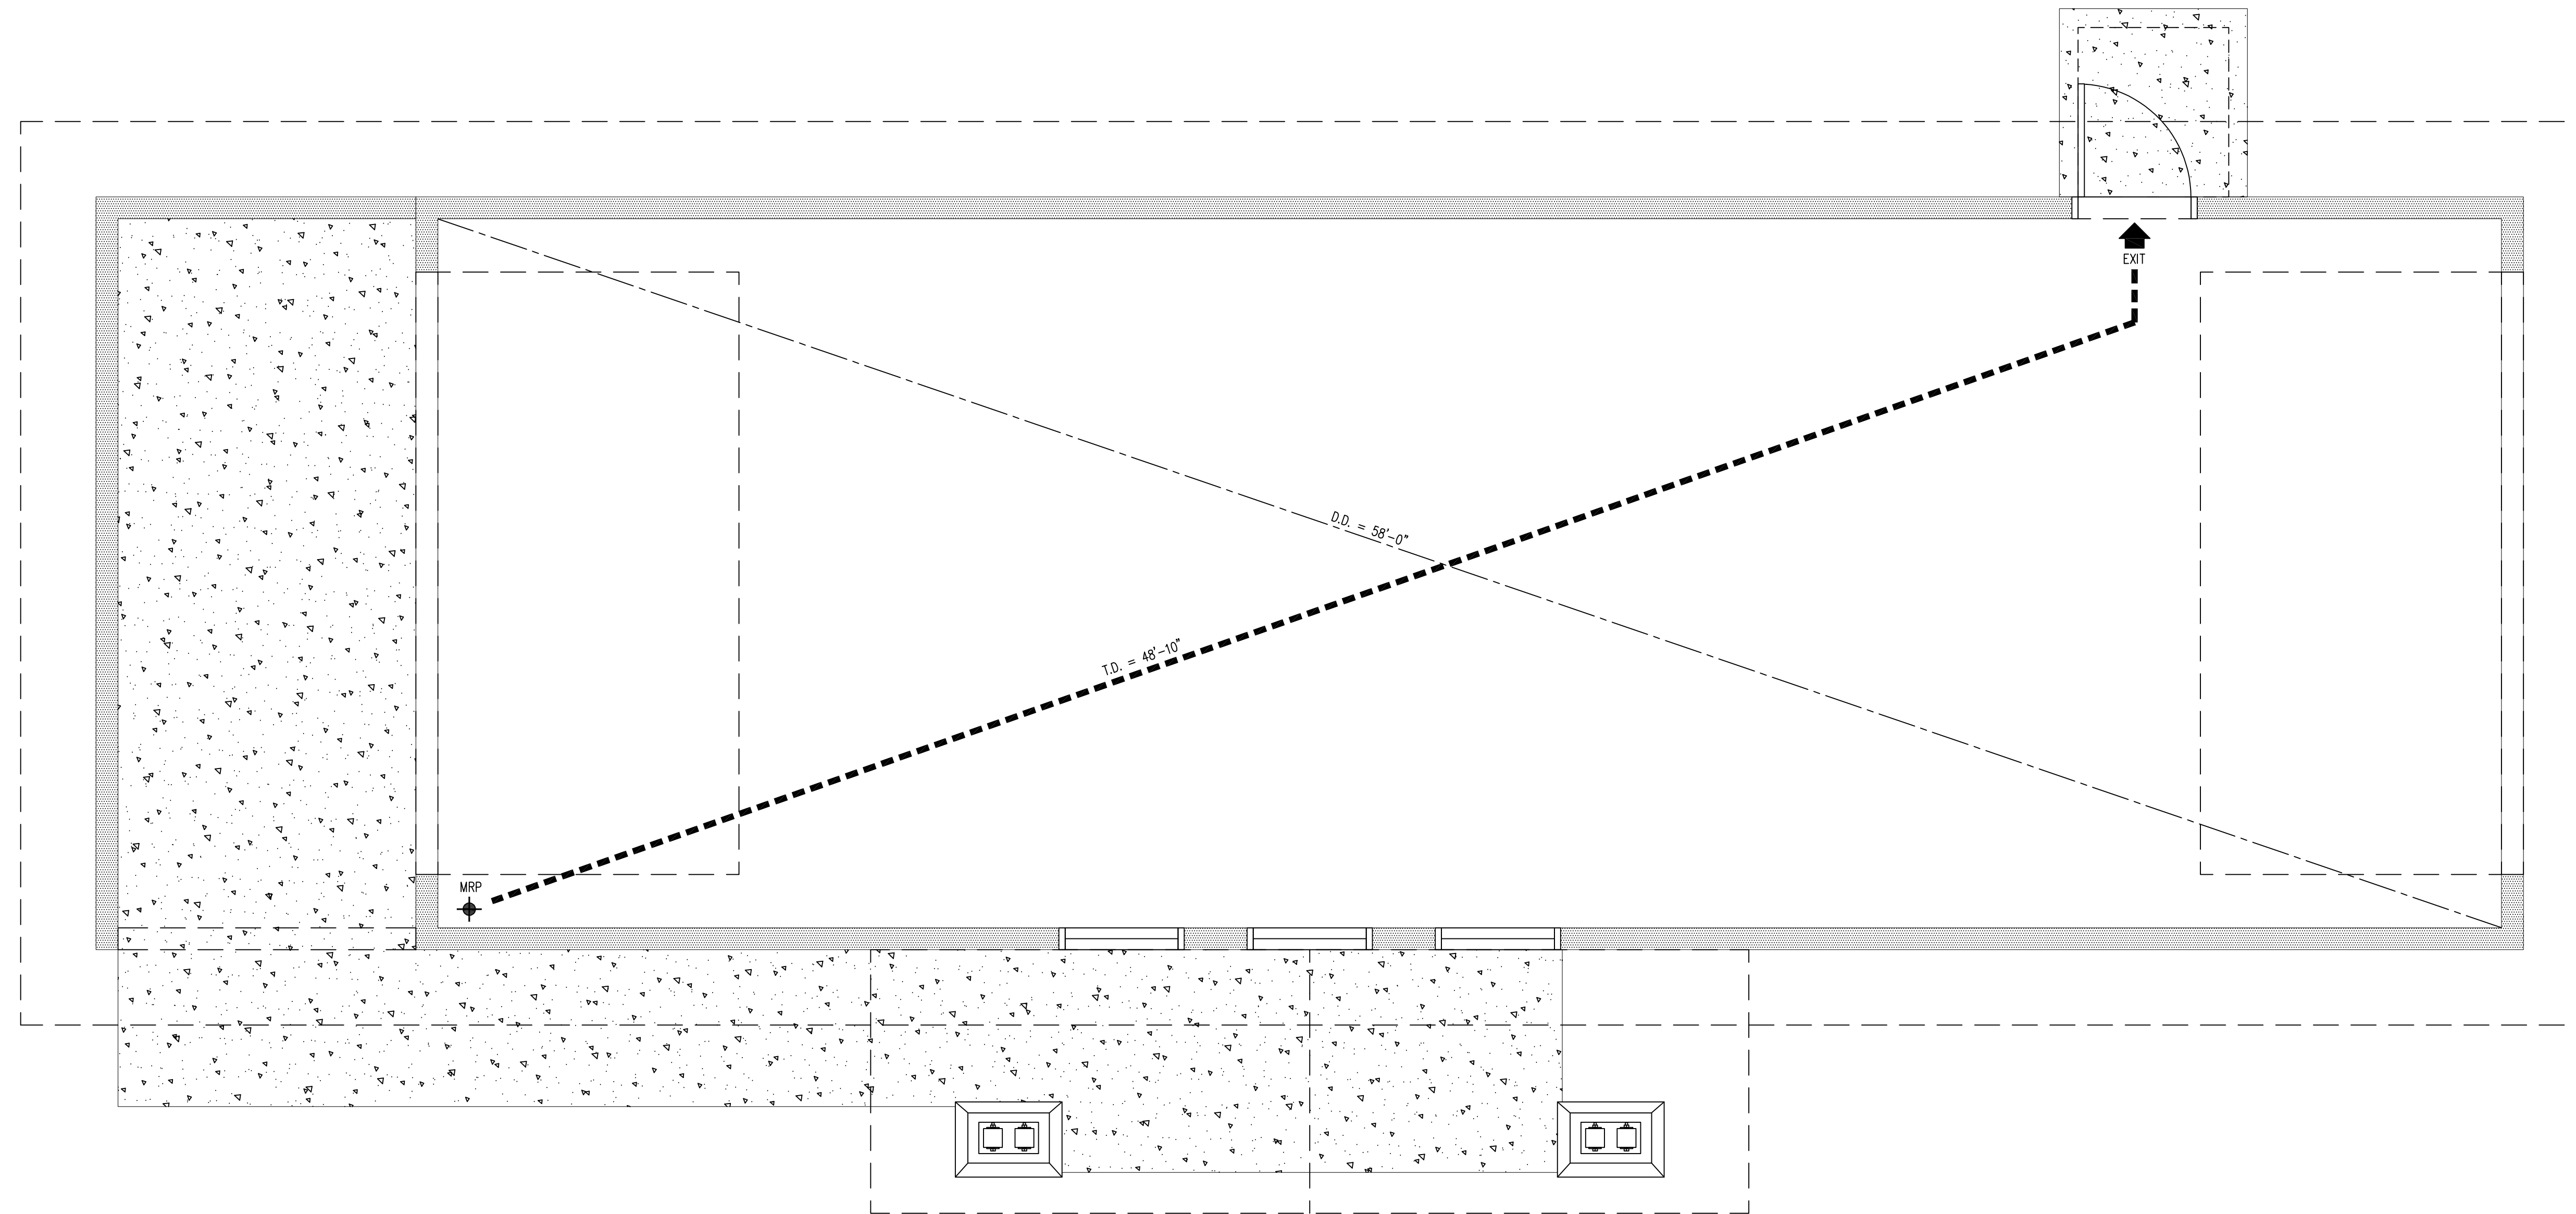 EXIT
D.D. = 58'-0"
T.D. = 48'-10"
MRP